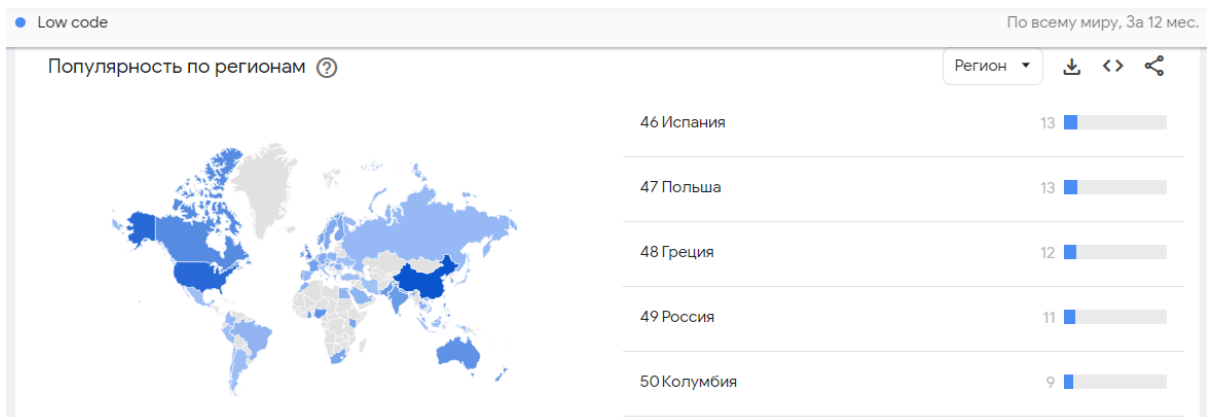 Low code
По всему миру, За 12 мес.
Популярность по регионам ?
Регион
46 Испания 13
47 Польша 13
48 Греция 12
49 Россия 11
50 Колумбия 9